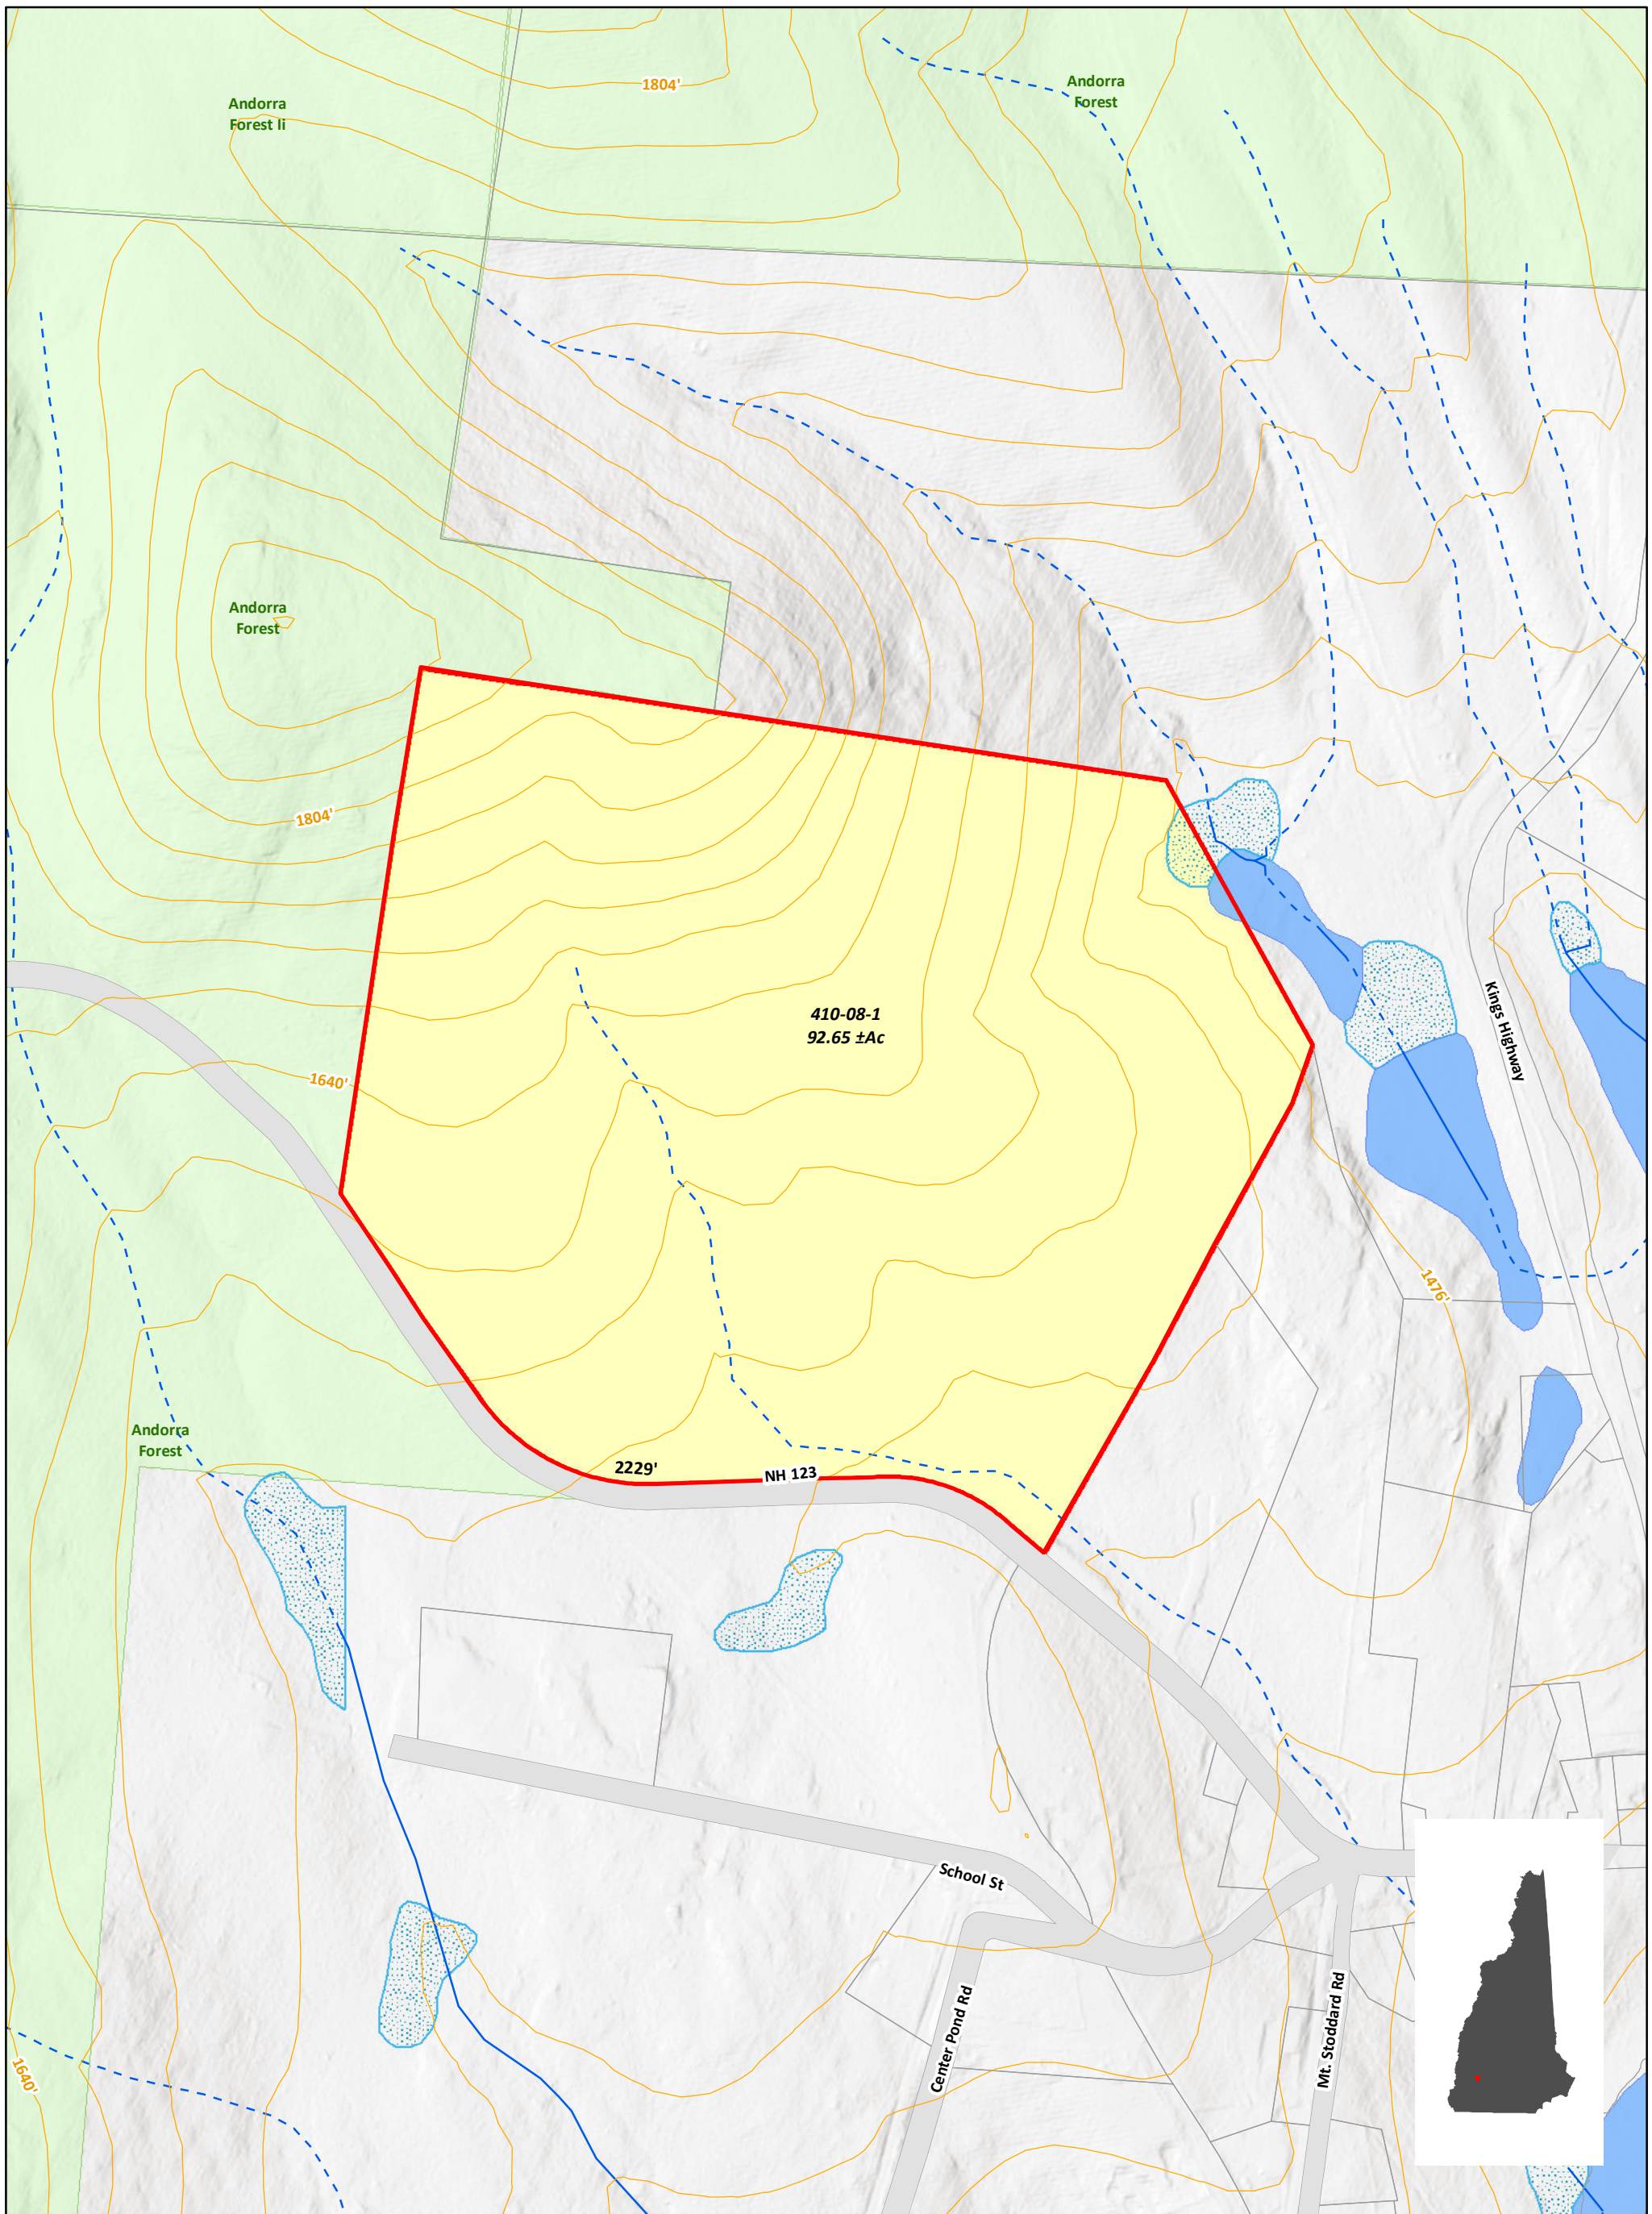 1804'
Andorra
Forest
Andorra
Forest Ii
Andorra
Forest
1804'
410-08-1
92.65 ±Ac
Kings Highway
1640'
1476'
Andorra
Forest
2229'
NH 123
School St
Center Pond Rd
Mt. Stoddard Rd
1640'